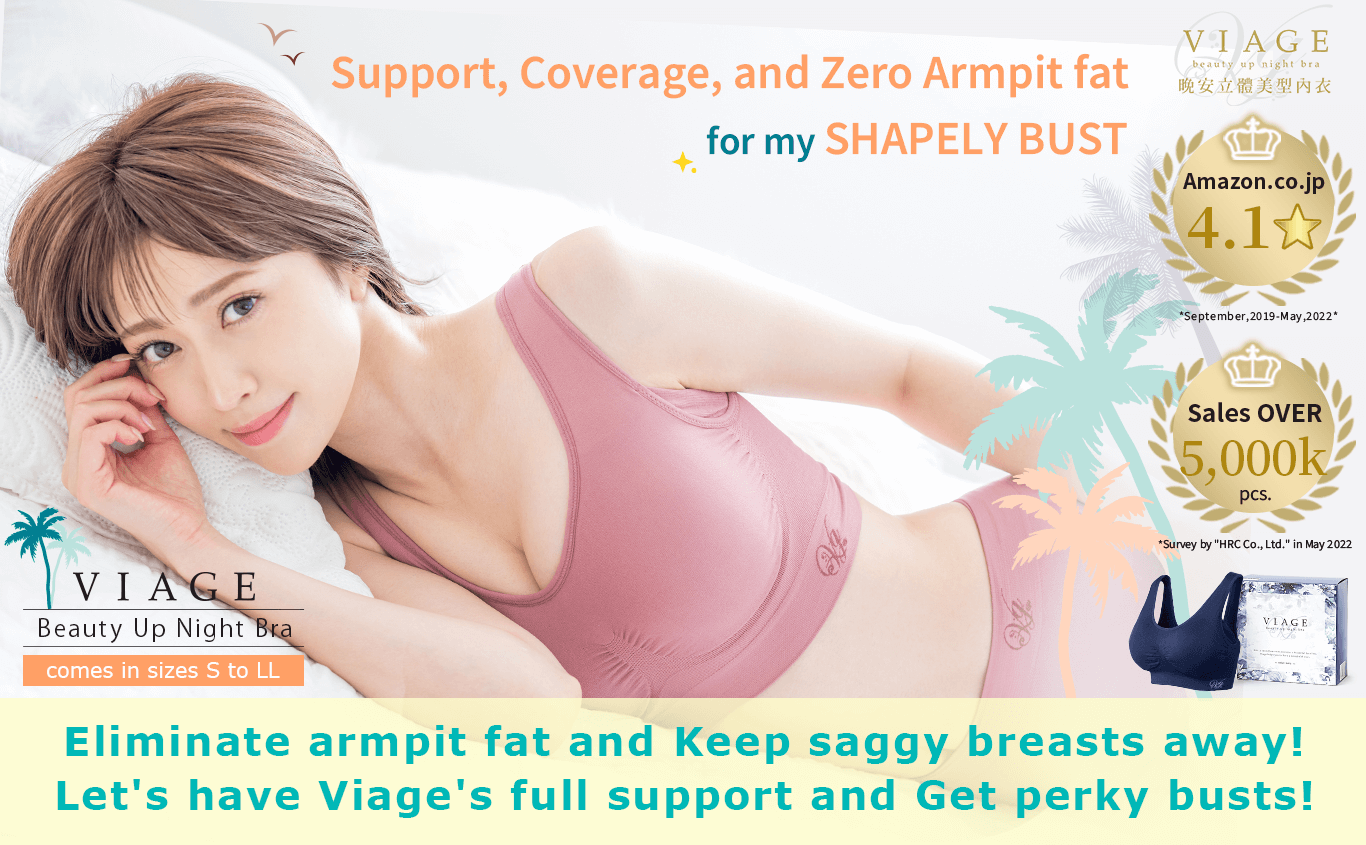 Support, Coverage, and Zero Armpit fat
for my SHAPELY BUST
VIAGE
beauty up night bra
晚安立體美型內衣
Amazon.co.jp
4.1
*September,2019-May,2022*
Sales OVER
5,000k
pcs.
*Survey by "HRC Co., Ltd." in May 2022
VIAGE
Beauty Up Night Bra
comes in sizes S to LL
VIAGE
Eliminate armpit fat and Keep saggy breasts away!
Let's have Viage's full support and Get perky busts!